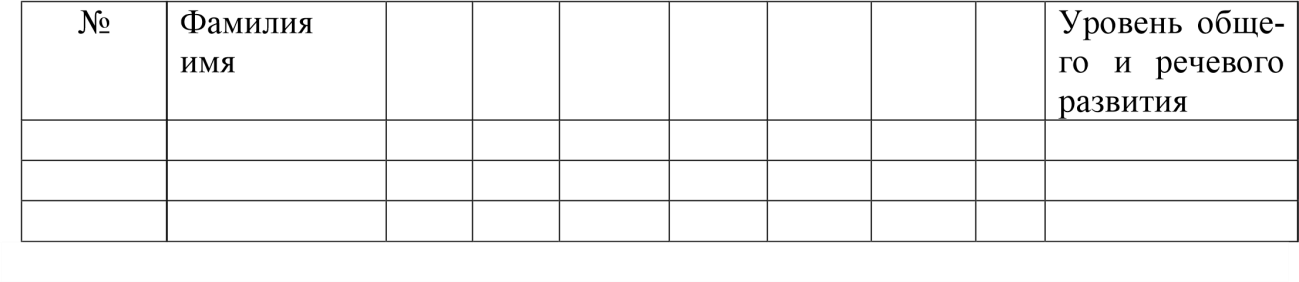 №
Фамилия
имя
Уровень обще-
го и речевого
развития